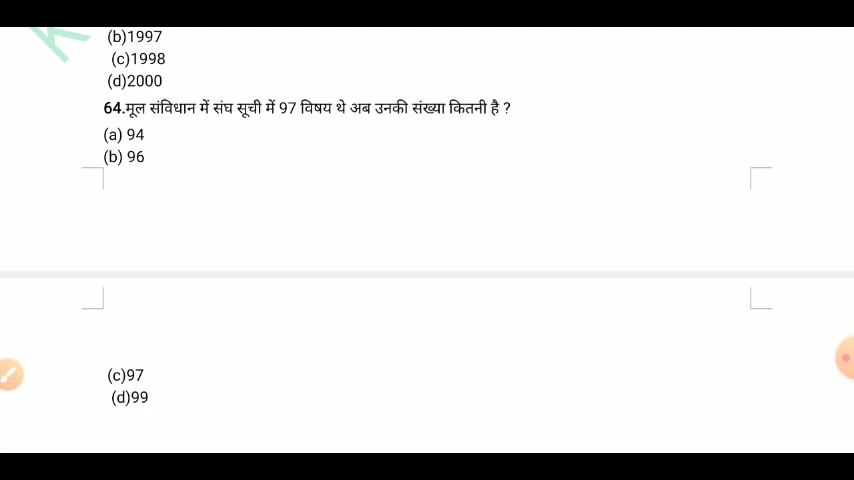 (b)1997
(c)1998
(d)2000
64.मूल संविधान में संघ सूची में 97 विषय थे अब उनकी संख्या कितनी है ?
(a) 94
(b) 96
(c)97
(d)99